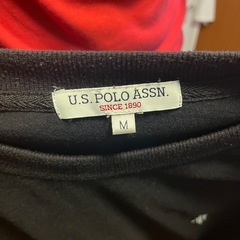 U.S. POLO ASSN.
SINCE 1890
M